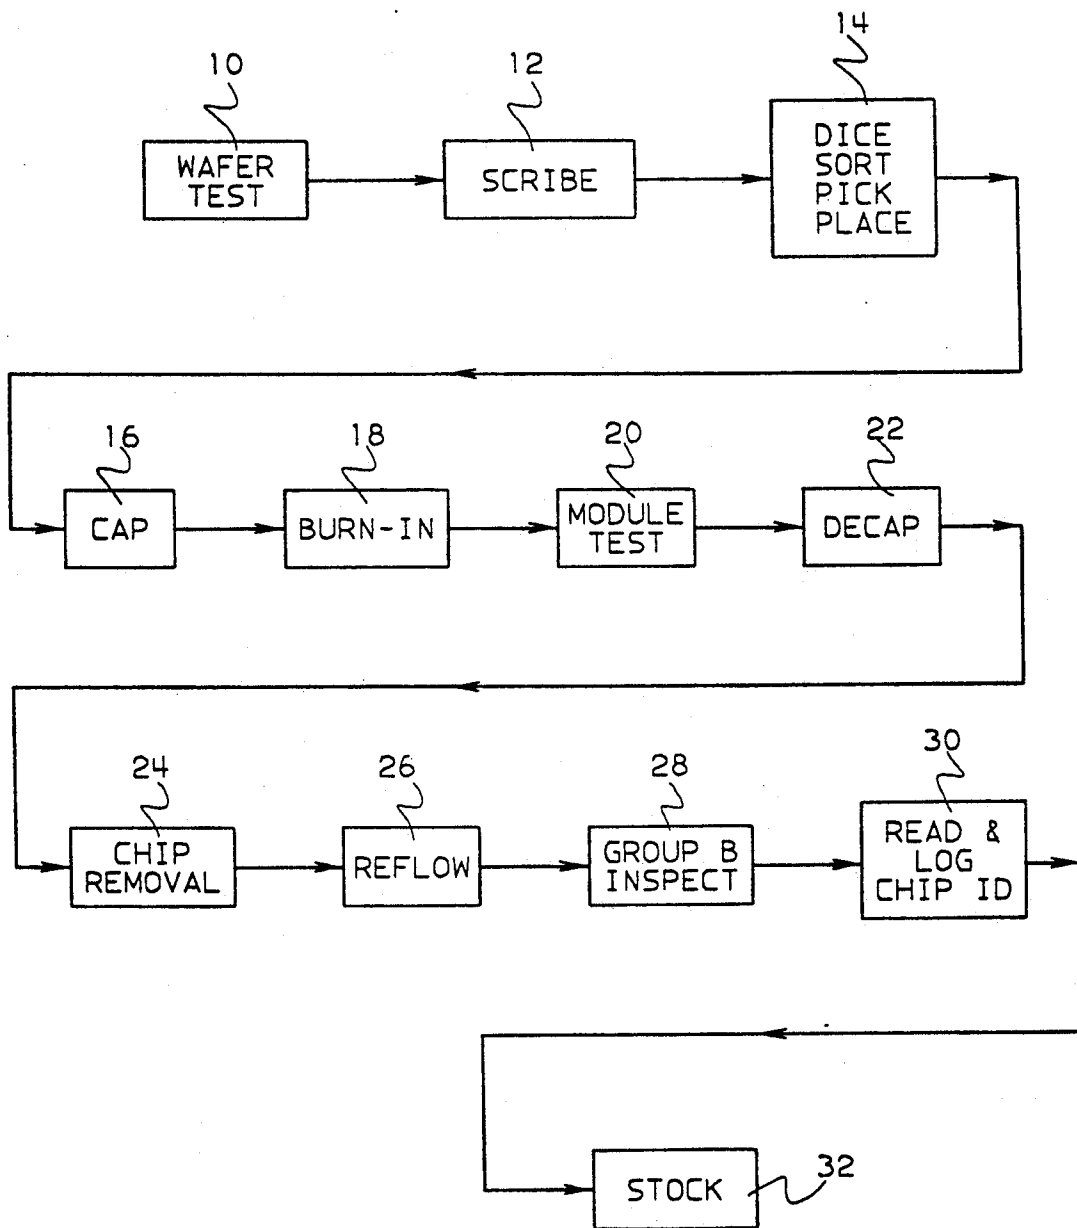 10
12
14
WAFER
TEST
SCRIBE
DICE
SORT
PICK
PLACE
16
18
20
22
CAP
BURN-IN
MODULE
TEST
DECAP
24
26
28
30
CHIP
REMOVAL
REFLOW
GROUP B
INSPECT
READ &
LOG
CHIP ID
STOCK
32